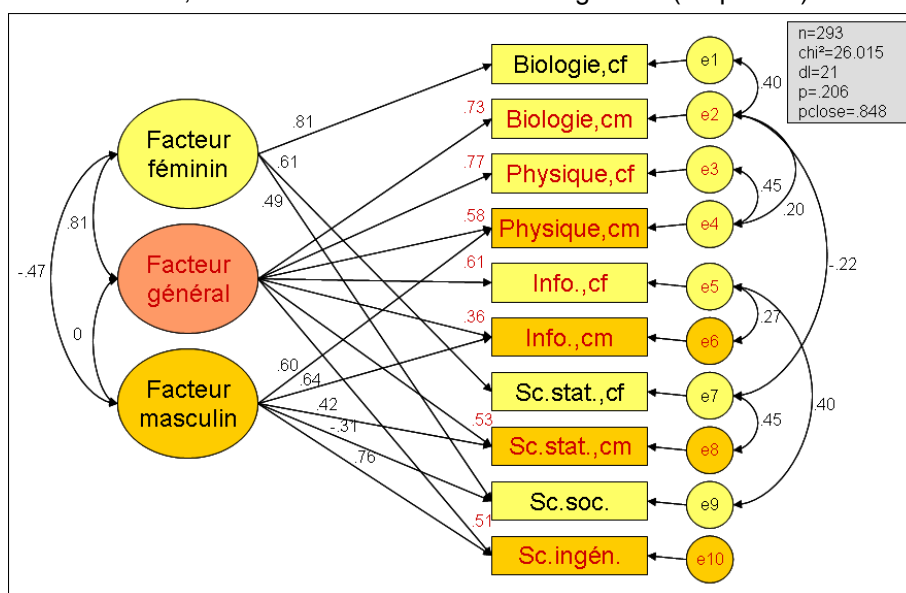 n=293
chi²=26.015
dl=21
p=.206
pclose=.848
Facteur
féminin
Facteur
général
Facteur
masculin
.81
-.47
0
.81
.61
.49
.60
.64
.42
-.31
.76
.73
.77
.58
.61
.36
.53
.51
Biologie,cf
Biologie,cm
Physique,cf
Physique,cm
Info.,cf
Info.,cm
Sc.stat.,cf
Sc.stat.,cm
Sc.soc.
Sc.ingén.
e1
e2
e3
e4
e5
e6
e7
e8
e9
e10
.40
.45
.20
-.22
.27
.40
.45